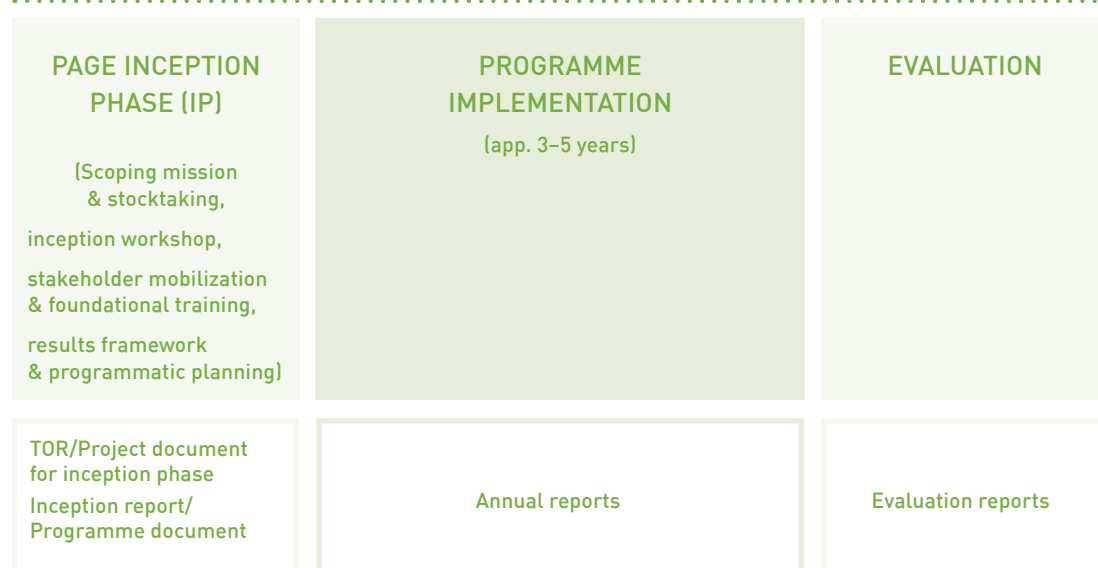 PAGE INCEPTION
PHASE (IP)
(Scoping mission
& stocktaking,
inception workshop,
stakeholder mobilization
& foundational training,
results framework
& programmatic planning)
PROGRAMME
IMPLEMENTATION
(app. 3–5 years)
EVALUATION
TOR/Project document
for inception phase
Inception report/
Programme document
Annual reports
Evaluation reports